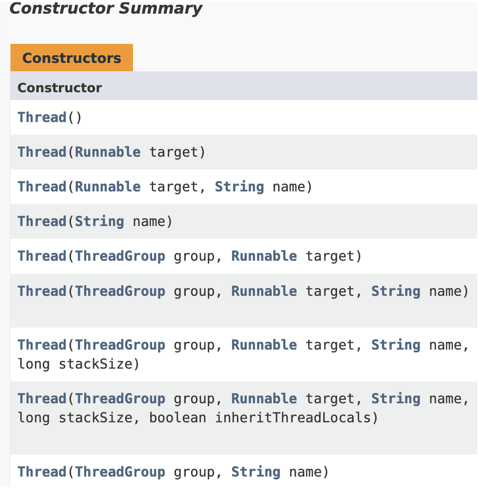 Constructor Summary
Constructors
Constructor
Thread()
Thread(Runnable target)
Thread(Runnable target, String name)
Thread(String name)
Thread(ThreadGroup group, Runnable target)
Thread(ThreadGroup group, Runnable target, String name)
Thread(ThreadGroup group, Runnable target, String name,
long stackSize)
Thread(ThreadGroup group, Runnable target, String name,
long stackSize, boolean inheritThreadLocals)
Thread(ThreadGroup group, String name)